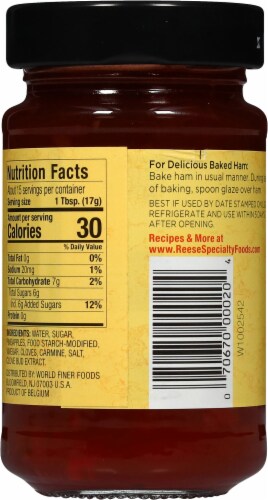 Nutrition Facts
About 15 servings per container
Serving size 1 Tbsp. (17g)
Amount per serving
Calories 30
% Daily Value
Total Fat 0g 0%
Sodium 20mg 1%
Total Carbohydrate 7g 2%
Total Sugars 6g
Incl. 6g Added Sugars 12%
Protein 0g
INGREDIENTS: WATER, SUGAR,
PINEAPPLES, FOOD STARCH-MODIFIED,
VINEGAR, CLOVES, CARMINE, SALT,
CLOVE BUD EXTRACT.
DISTRIBUTED BY: WORLD FINER FOODS
BLOOMFIELD, NJ 07003 U.S.A.
PRODUCT OF BELGIUM
For Delicious Baked Ham:
Bake ham in usual manner. During
of baking, spoon glaze over ham
BEST IF USED BY DATE STAMPED ON
REFRIGERATE AND USE WITHIN
AFTER OPENING.
Recipes & More at
www.ReeseSpecialtyFoods.com
0 70670 00020 4
W1002542